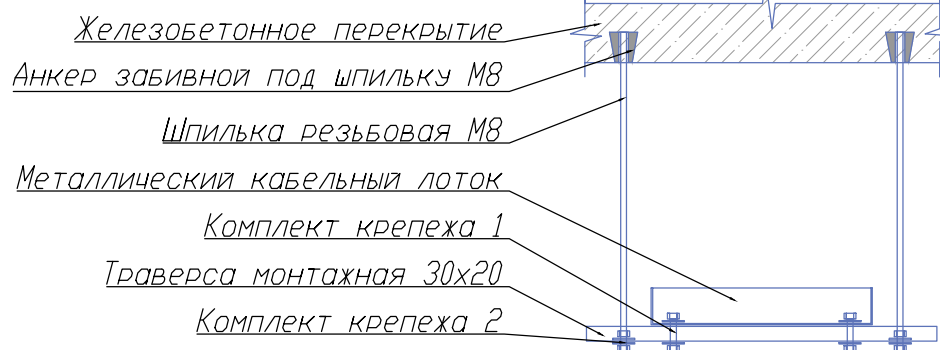 Железобетонное перекрытие
Анкер забивной под шпильку М8
Шпилька резьбовая М8
Металлический кабельный лоток
Комплект крепежа 1
Траверса монтажная 30х20
Комплект крепежа 2